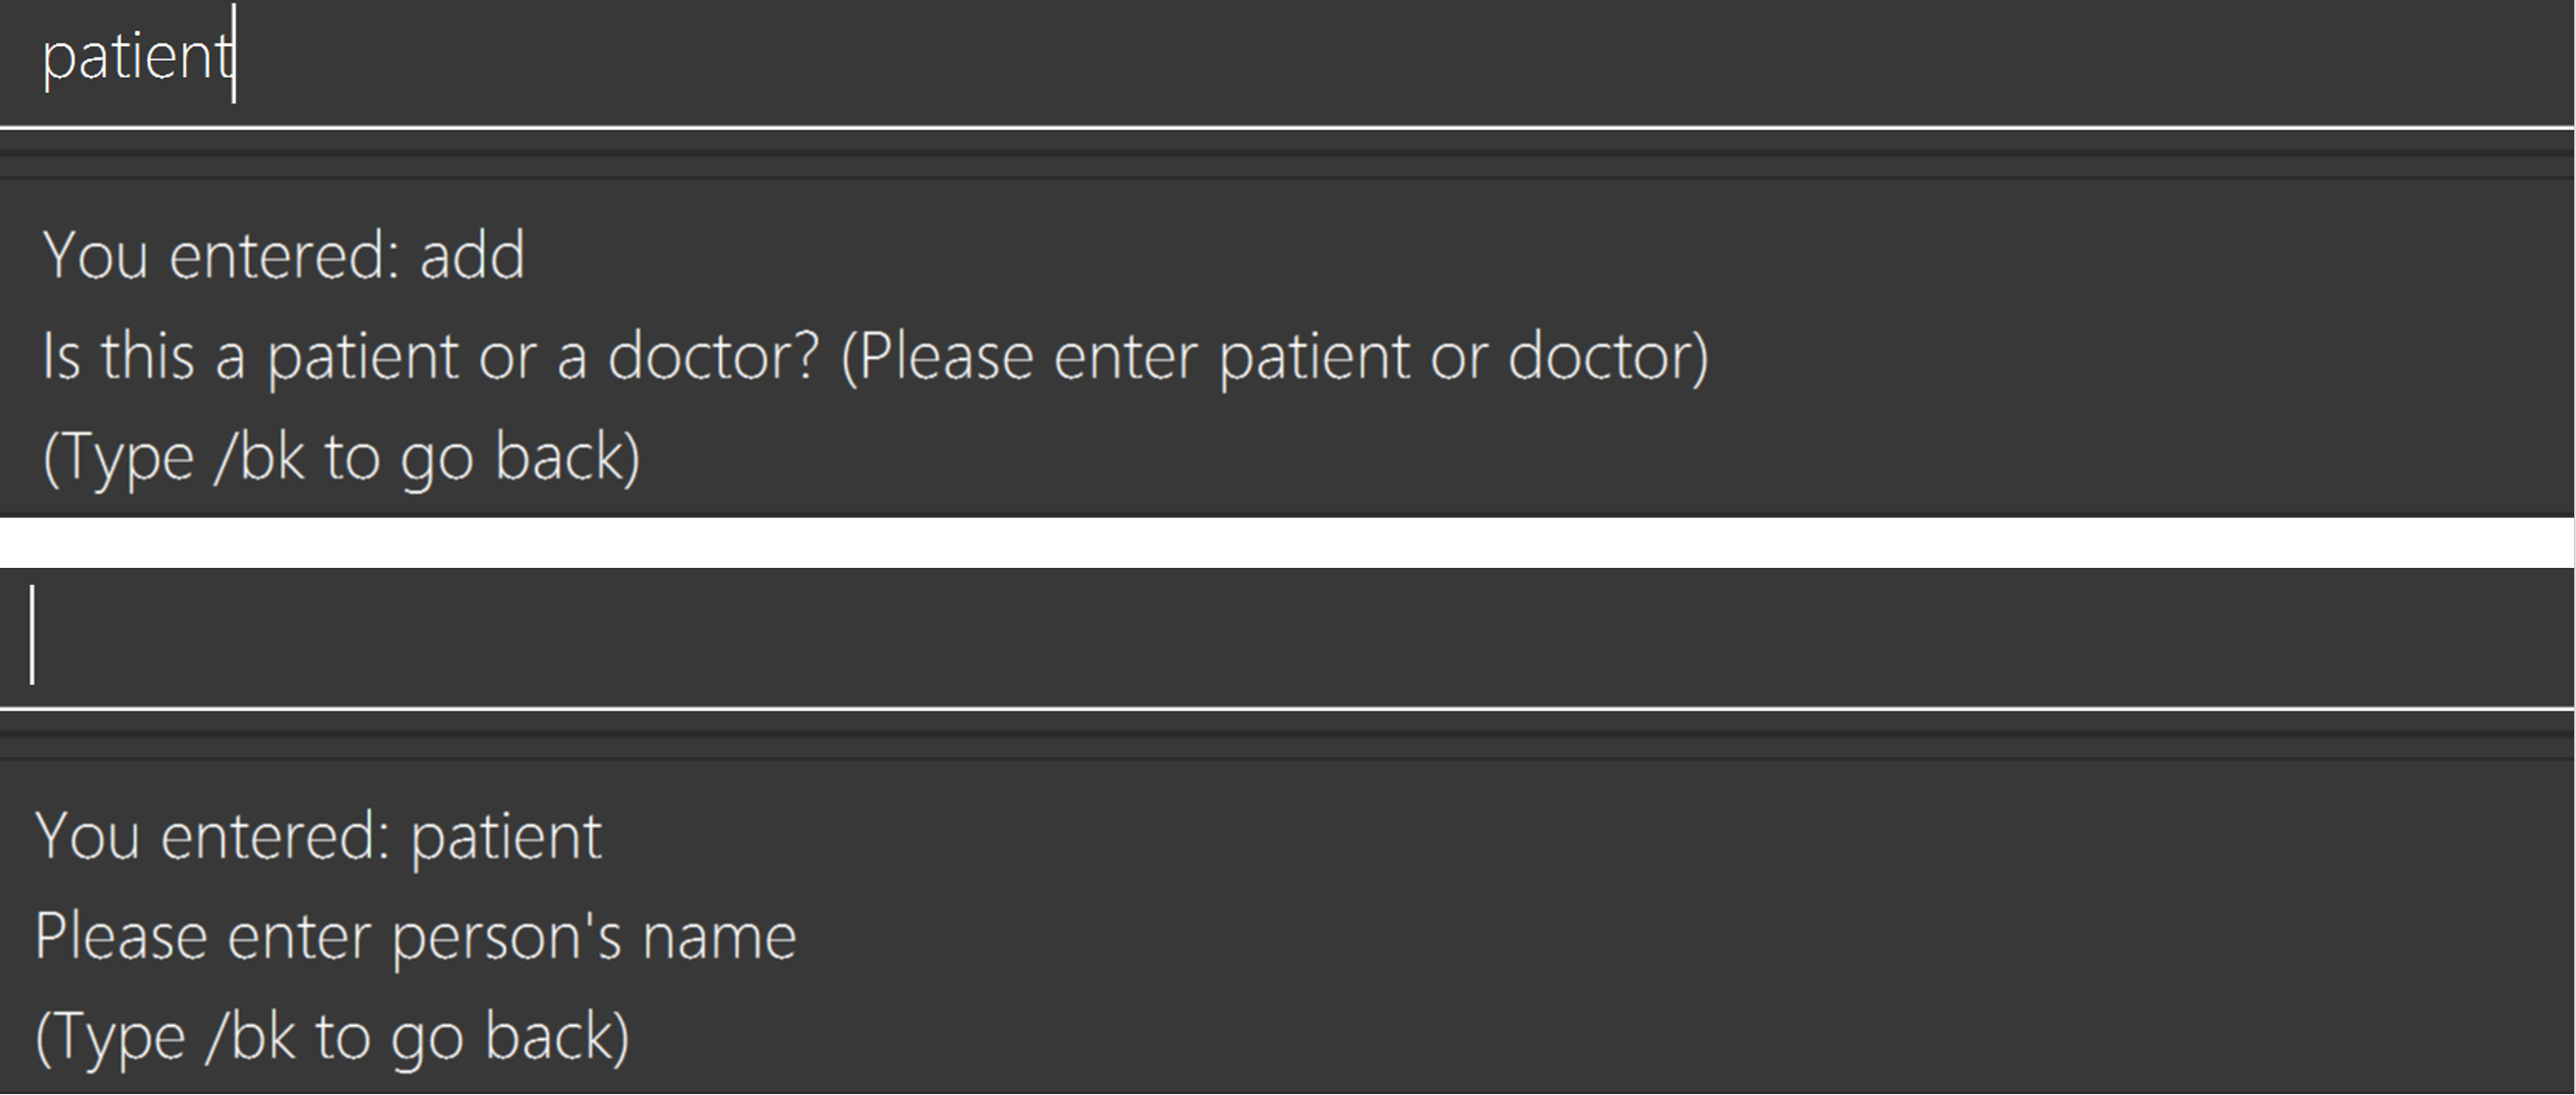 patient
You entered: add
Is this a patient or a doctor? (Please enter patient or doctor)
(Type /bk to go back)
You entered: patient
Please enter person's name
(Type /bk to go back)